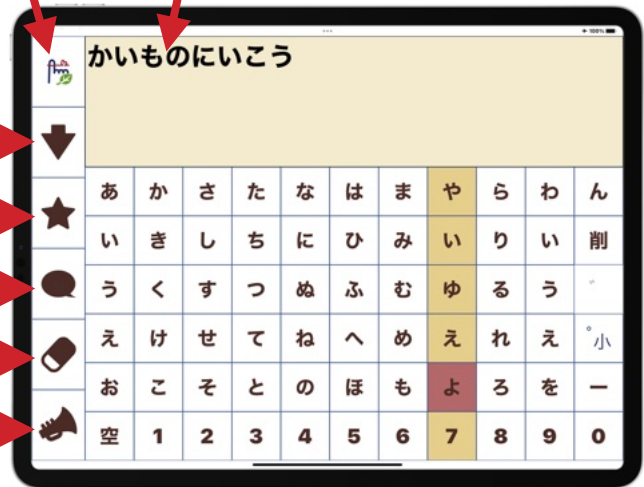 100%
かいものにいこう
あ か さ た な は ま や ら わ ん
い き し ち に ひ み い り い 削
う く す つ ぬ ふ む ゆ る う ゛
え け せ て ね へ め え れ え ゜小
お こ そ と の ほ も よ ろ を ー
空 1 2 3 4 5 6 7 8 9 0